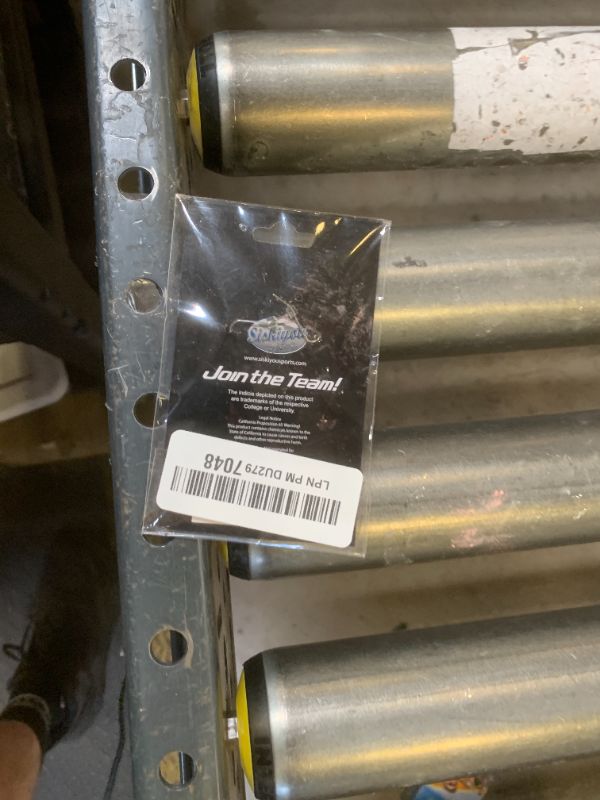 Siskiyou
www.siskiyousports.com
Join the Team!
The indicia depicted on this product
are trademarks of the respective
College or University.
Legal Notice
California Proposition 65 Warning!
This product contains chemicals known to the
State of California to cause cancer and birth
defects and other reproductive harm.
LPN PM DU279 7048